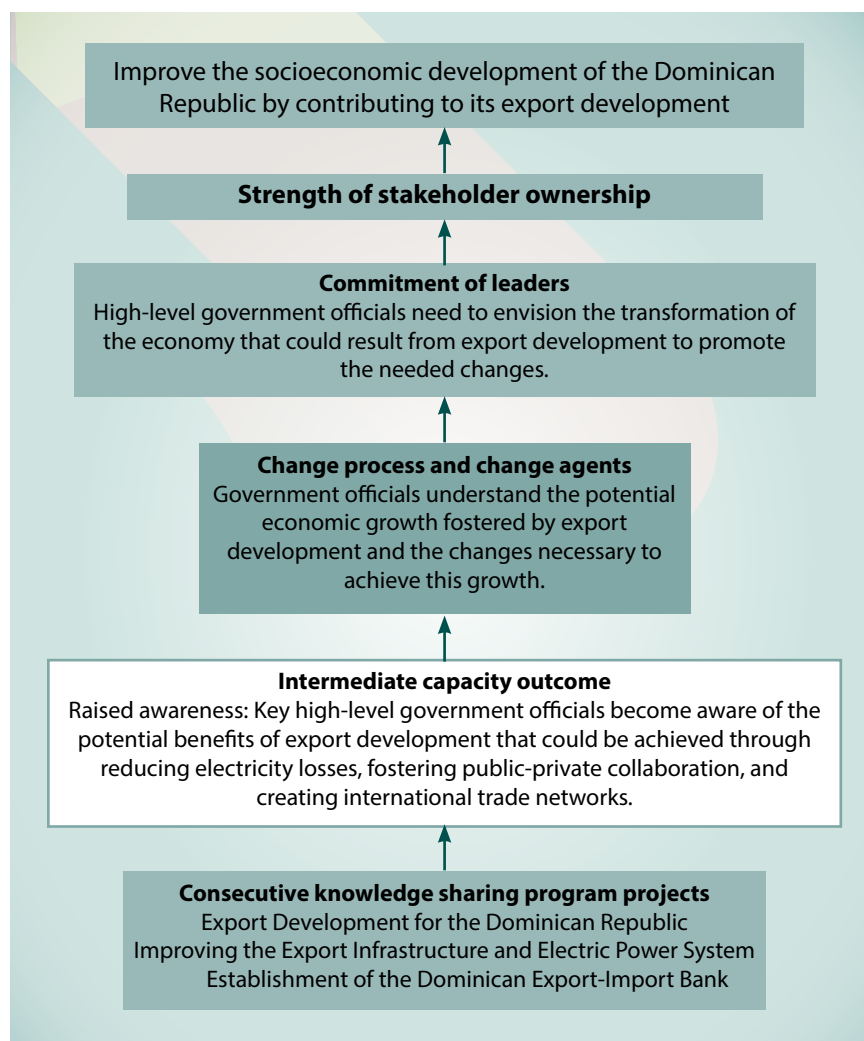 Improve the socioeconomic development of the Dominican
Republic by contributing to its export development
Strength of stakeholder ownership
Commitment of leaders
High-level government officials need to envision the transformation of
the economy that could result from export development to promote
the needed changes.
Change process and change agents
Government officials understand the potential
economic growth fostered by export
development and the changes necessary to
achieve this growth.
Intermediate capacity outcome
Raised awareness: Key high-level government officials become aware of the
potential benefits of export development that could be achieved through
reducing electricity losses, fostering public-private collaboration, and
creating international trade networks.
Consecutive knowledge sharing program projects
Export Development for the Dominican Republic
Improving the Export Infrastructure and Electric Power System
Establishment of the Dominican Export-Import Bank